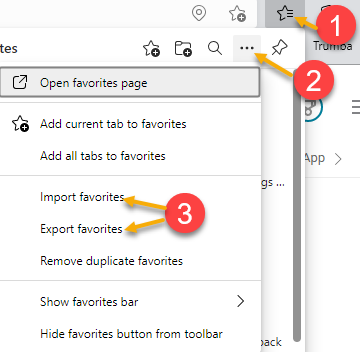 1
Trumba
tes
2
Open favorites page
Add current tab to favorites
App
Add all tabs to favorites
gs ...
Import favorites
3
Export favorites
Remove duplicate favorites
Show favorites bar
Hide favorites button from toolbar
back